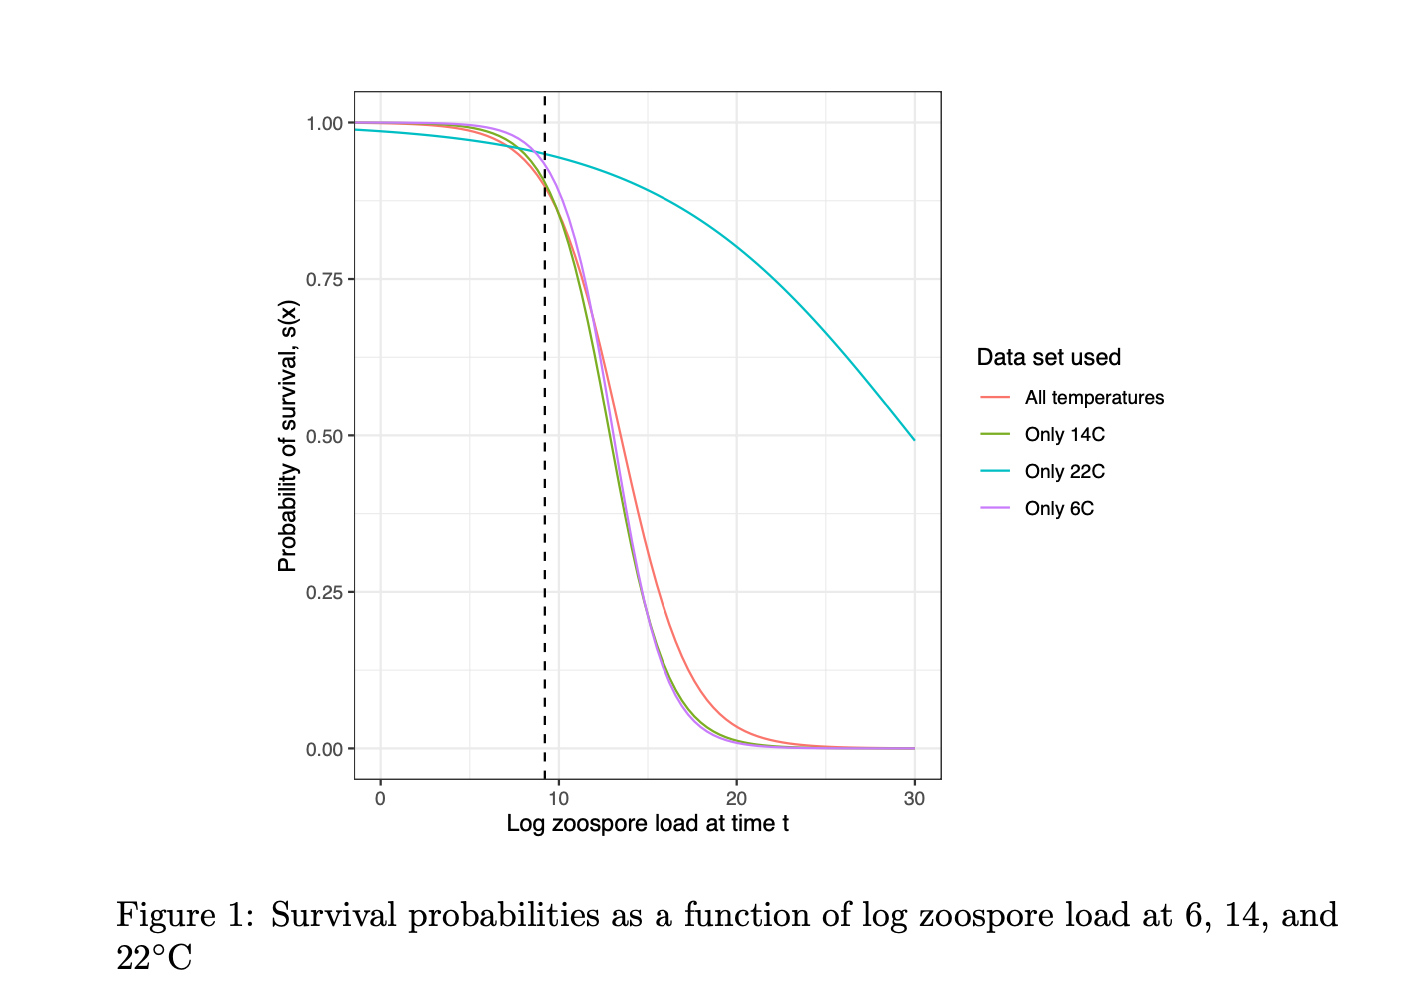 1.00
0.75
0.50
0.25
0.00
Probability of survival, s(x)
0 10 20 30
Log zoospore load at time t
Data set used
All temperatures
Only 14C
Only 22C
Only 6C
Figure 1: Survival probabilities as a function of log zoospore load at 6, 14, and
22°C